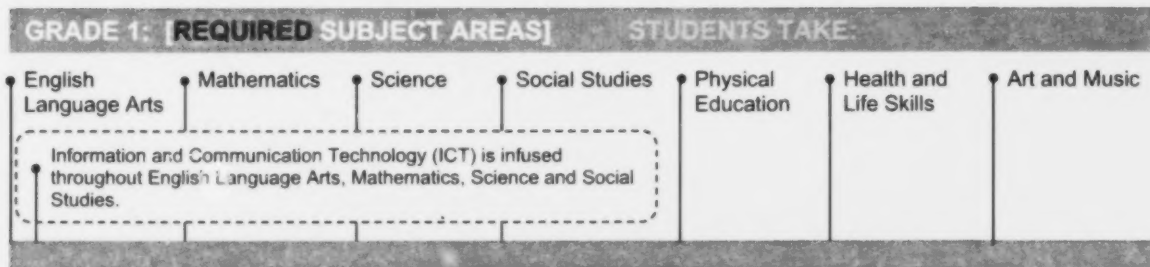 GRADE 1: [REQUIRED SUBJECT AREAS] STUDENTS TAKE:
English
Language Arts
Mathematics
Science
Social Studies
Physical
Education
Health and
Life Skills
Art and Music
Information and Communication Technology (ICT) is infused
throughout English Language Arts, Mathematics, Science and Social
Studies.